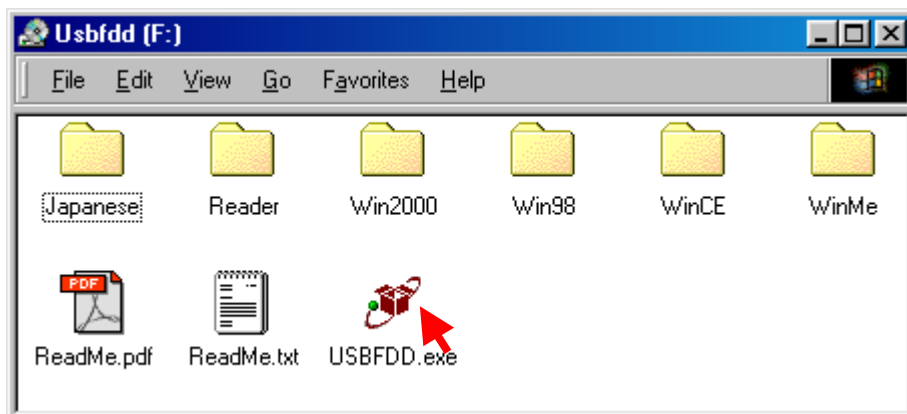 Usbfdd (F:)
File Edit View Go Favorites Help
Japanese Reader Win2000 Win98 WinCE WinMe
PDF
ReadMe.pdf ReadMe.txt USBFDD.exe